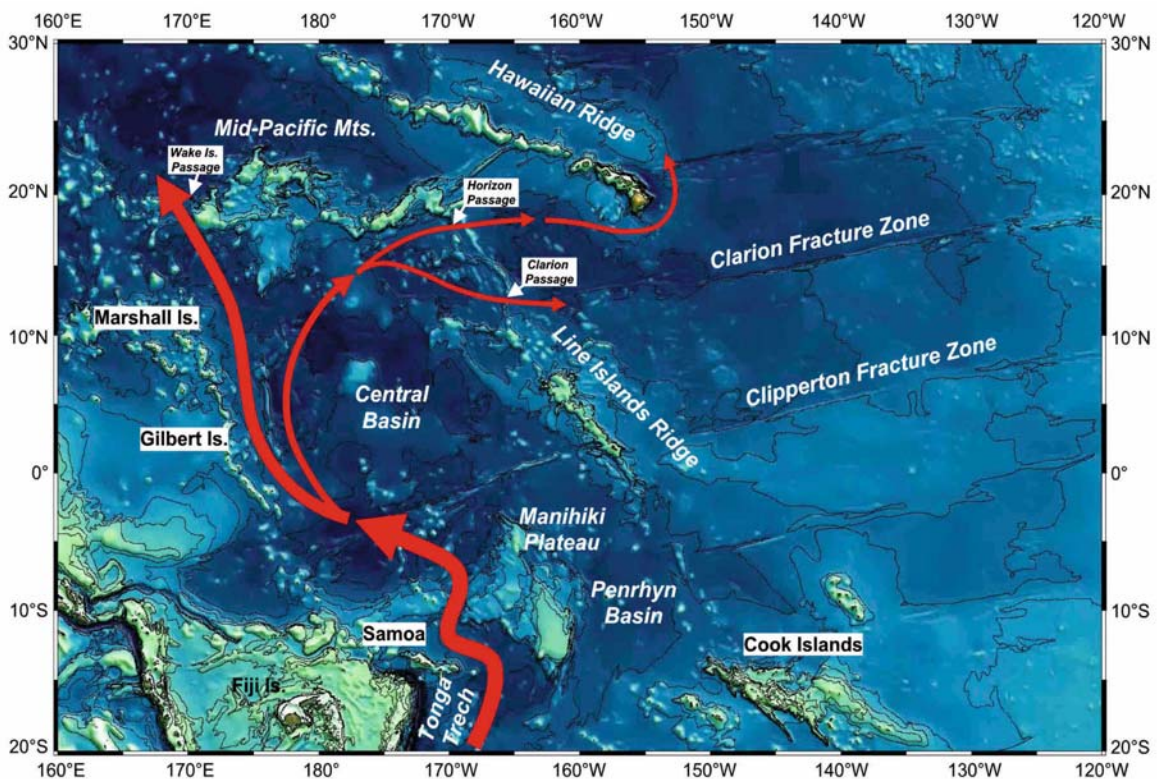 160°E 170°E 180° 170°W 160°W 150°W 140°W 130°W 120°W
30°N 30°N
Hawaiian Ridge
Mid-Pacific Mts.
Wake Is.
Passage
Horizon
Passage
20°N 20°N
Clarion Fracture Zone
Clarion
Passage
Marshall Is.
10°N 10°N
Line Islands Ridge
Clipperton Fracture Zone
Central
Basin
Gilbert Is.
0° 0°
Manihiki
Plateau
Penrhyn
Basin
10°S 10°S
Samoa
Cook Islands
Fiji Is.
Tonga
Trech
20°S 20°S
160°E 170°E 180° 170°W 160°W 150°W 140°W 130°W 120°W